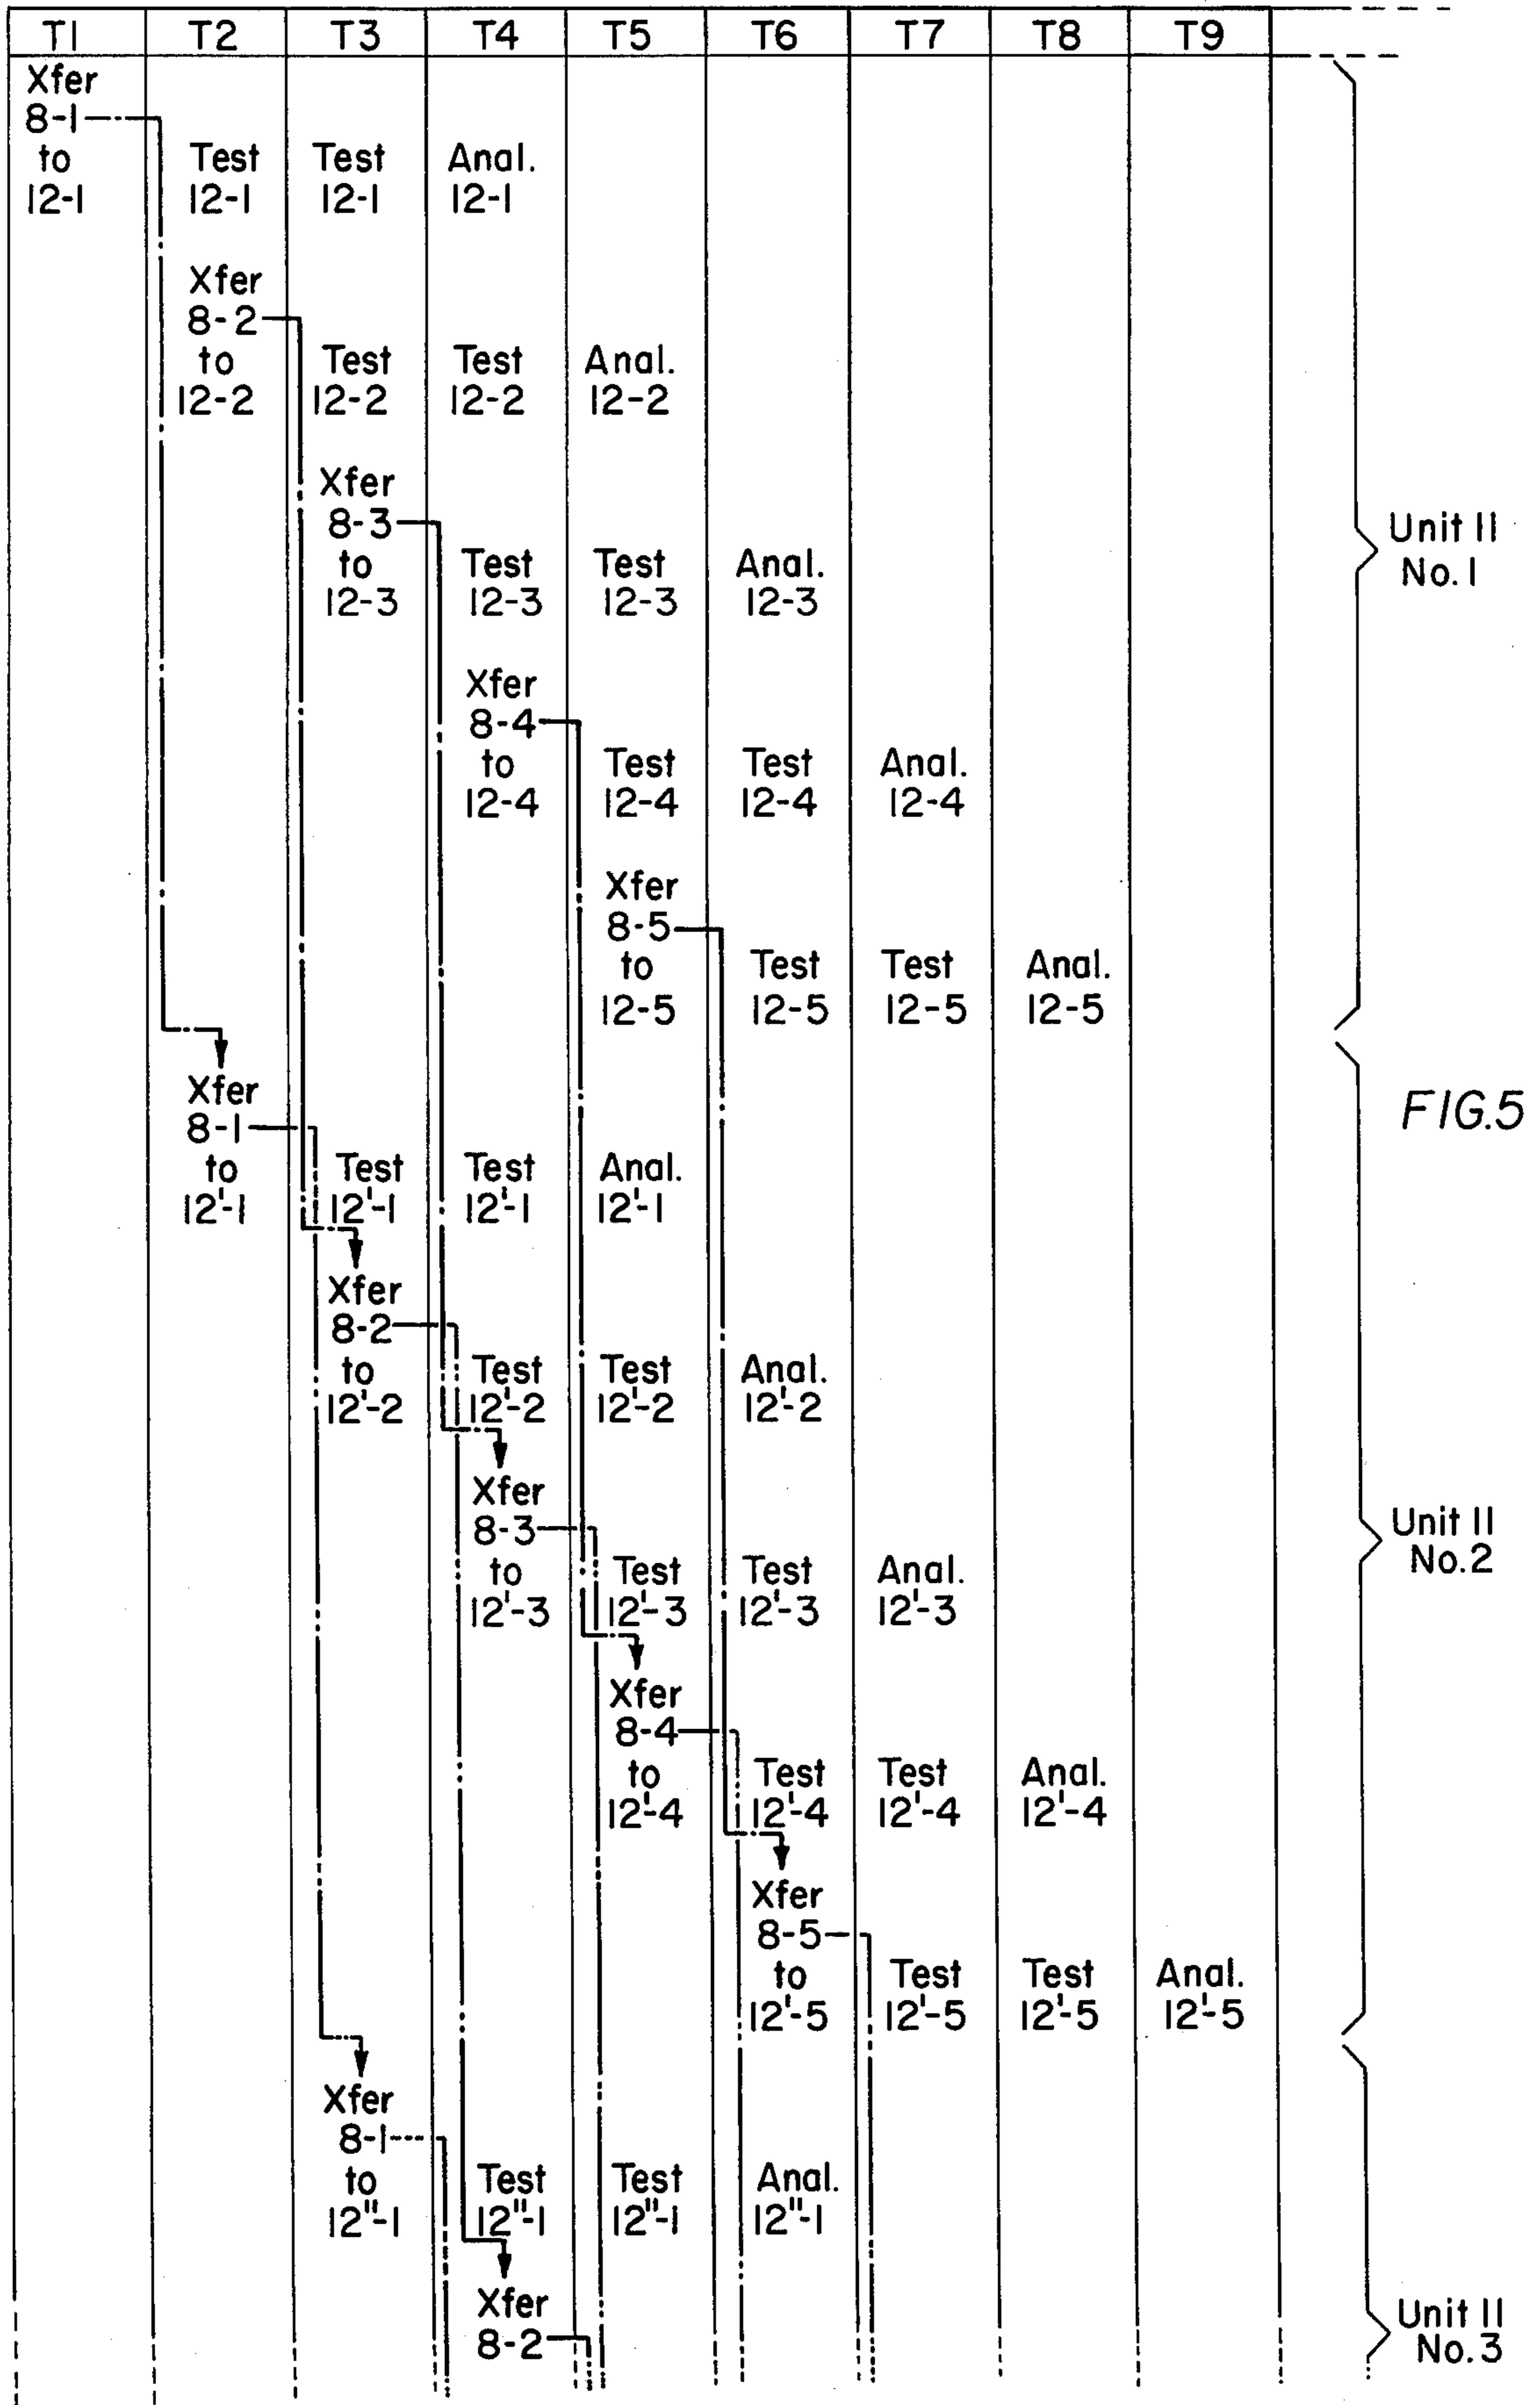 T1 T2 T3 T4 T5 T6 T7 T8 T9
Xfer
8-1
to Test Test Anal.
12-1 12-1 12-1 12-1
Xfer
8-2
to Test Test Anal.
12-2 12-2 12-2 12-2
Xfer
8-3
to Test Test Anal.
12-3 12-3 12-3 12-3
Unit 11
No.1
Xfer
8-4
to Test Test Anal.
12-4 12-4 12-4 12-4
Xfer
8-5
to Test Test Anal.
12-5 12-5 12-5 12-5
Xfer
8-1
FIG.5
to Test Test Anal.
12'-1 12'-1 12'-1 12'-1
Xfer
8-2
to Test Test Anal.
12'-2 12'-2 12'-2 12'-2
Xfer
8-3
to Test Test Anal.
12'-3 12'-3 12'-3 12'-3
Unit 11
No.2
Xfer
8-4
to Test Test Anal.
12'-4 12'-4 12'-4 12'-4
Xfer
8-5
to Test Test Anal.
12'-5 12'-5 12'-5 12'-5
Xfer
8-1
to Test Test Anal.
12"-1 12"-1 12"-1 12"-1
Xfer
8-2
Unit 11
No.3